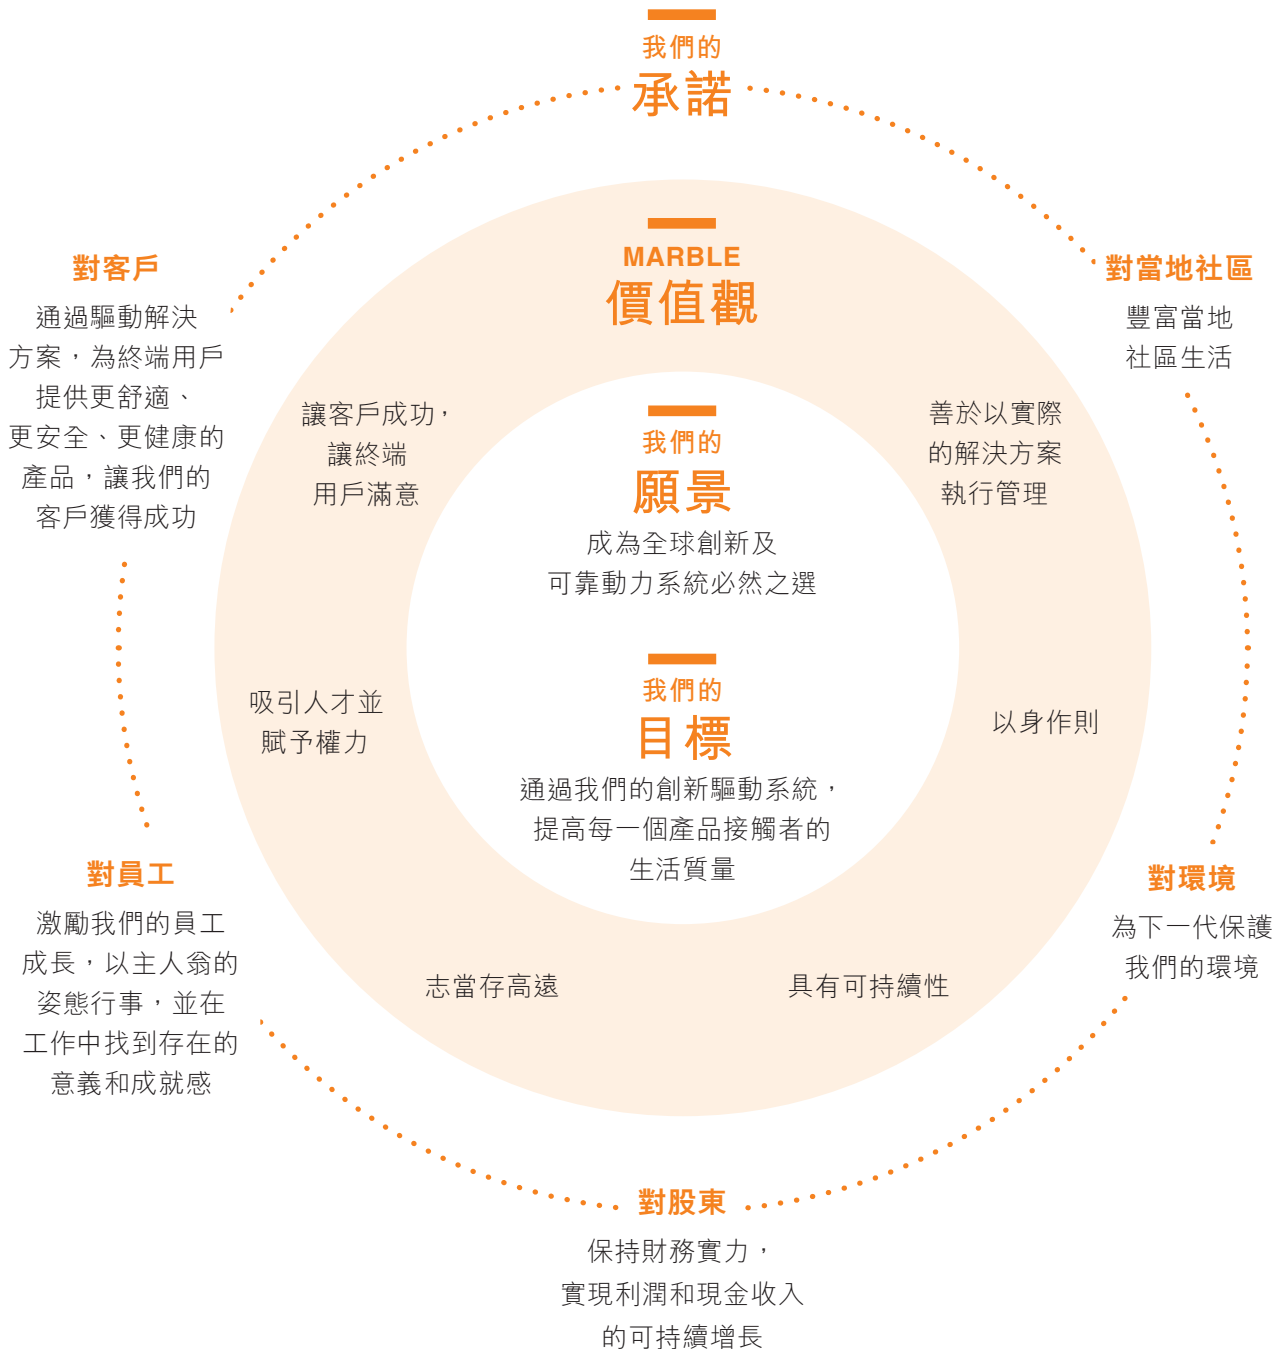 我們的
承諾
對客戶
通過驅動解決
方案，為終端用戶
提供更舒適、
更安全、更健康的
產品，讓我們的
客戶獲得成功
對當地社區
豐富當地
社區生活
MARBLE
價值觀
讓客戶成功，
讓終端
用戶滿意
善於以實際
的解決方案
執行管理
我們的
願景
成為全球創新及
可靠動力系統必然之選
吸引人才並
賦予權力
以身作則
我們的
目標
通過我們的創新驅動系統，
提高每一個產品接觸者的
生活質量
志當存高遠
具有可持續性
對員工
激勵我們的員工
成長，以主人翁的
姿態行事，並在
工作中找到存在的
意義和成就感
對環境
為下一代保護
我們的環境
對股東
保持財務實力，
實現利潤和現金收入
的可持續增長